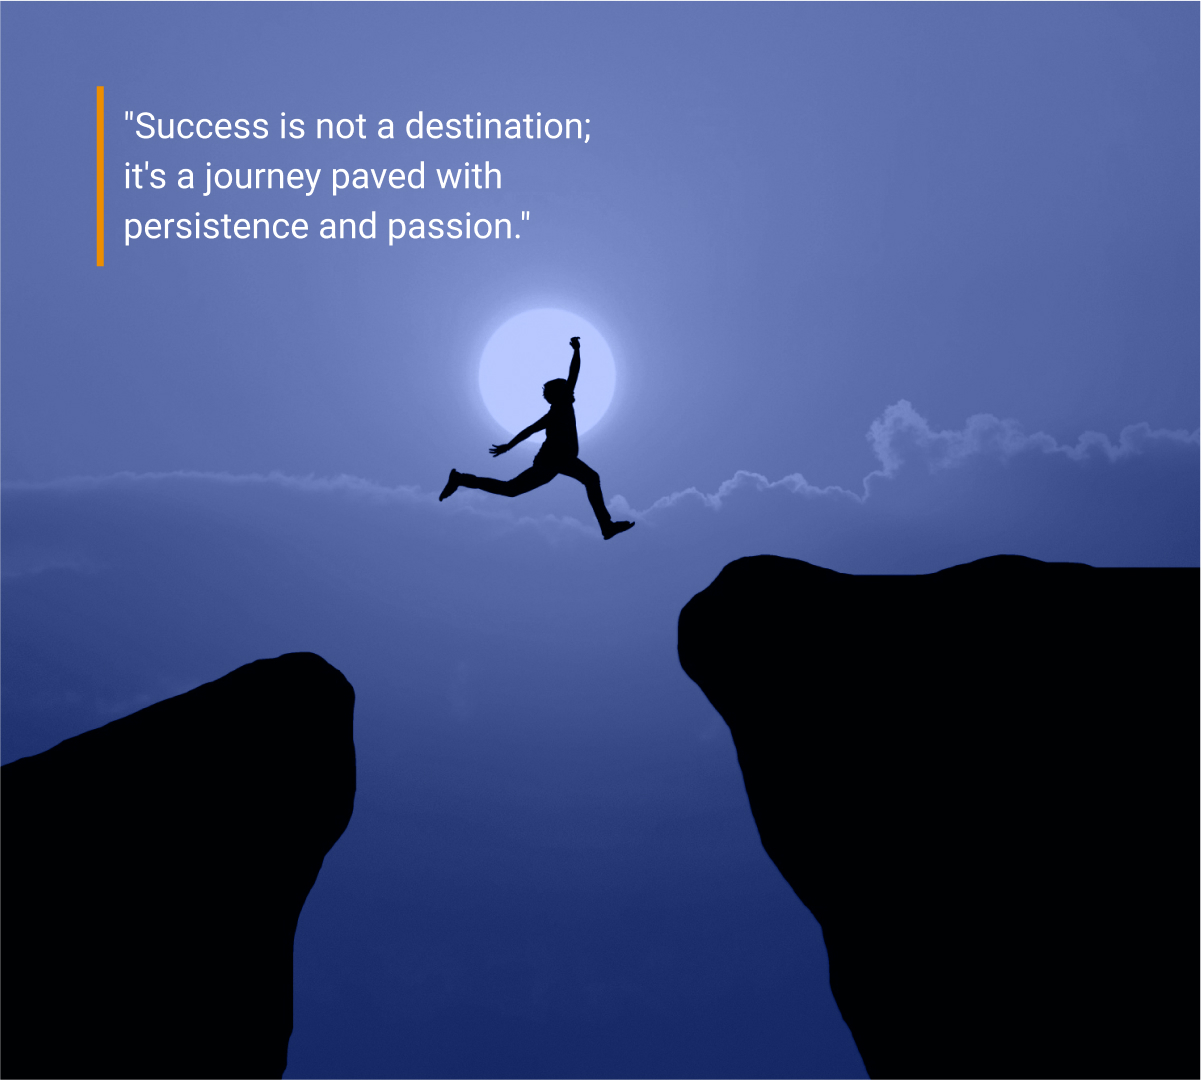 "Success is not a destination;
it's a journey paved with
persistence and passion."